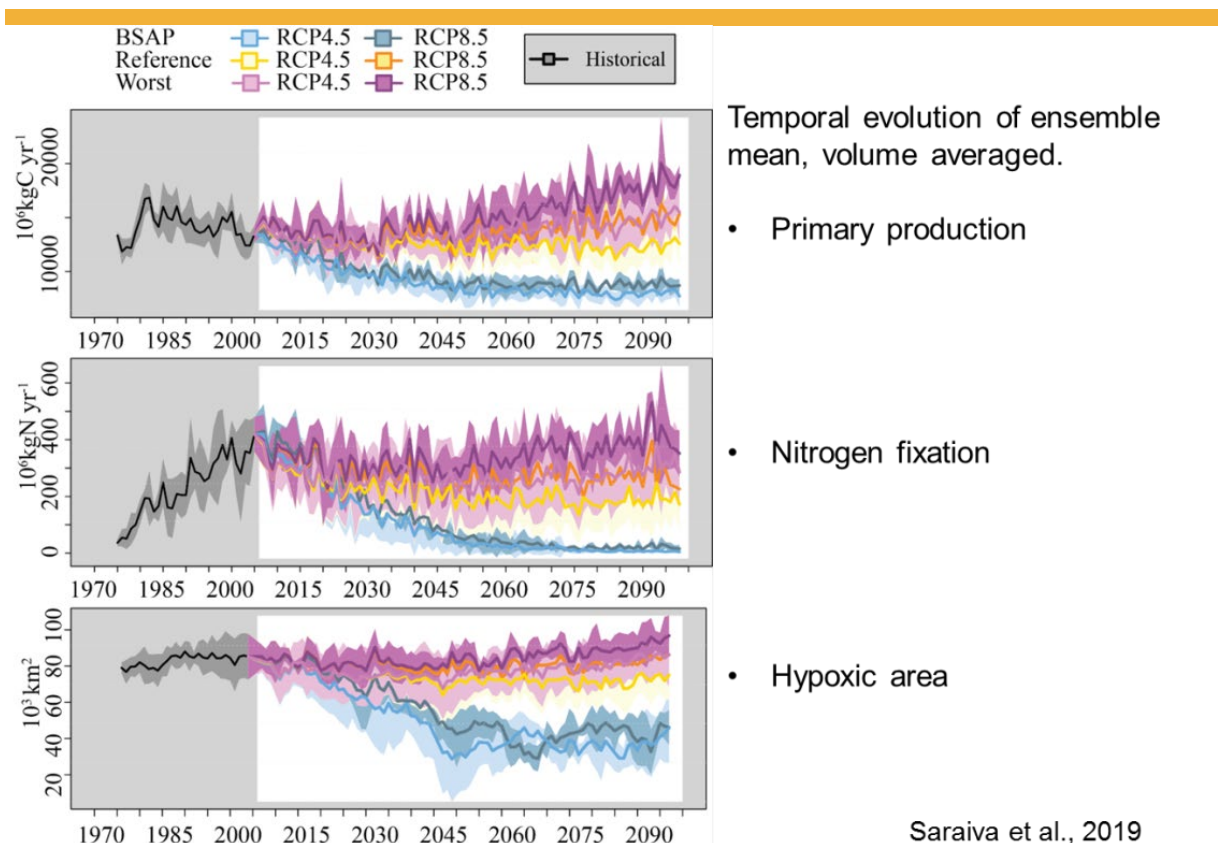 BSAP RCP4.5 RCP8.5
Reference RCP4.5 RCP8.5 Historical
Worst RCP4.5 RCP8.5
Temporal evolution of ensemble
mean, volume averaged.
10⁶kgC yr⁻¹
20000
10000
1970 1985 2000 2015 2030 2045 2060 2075 2090
• Primary production
10⁶kgN yr⁻¹
600
400
200
0
1970 1985 2000 2015 2030 2045 2060 2075 2090
• Nitrogen fixation
10³ km²
100
80
60
40
20
1970 1985 2000 2015 2030 2045 2060 2075 2090
• Hypoxic area
Saraiva et al., 2019